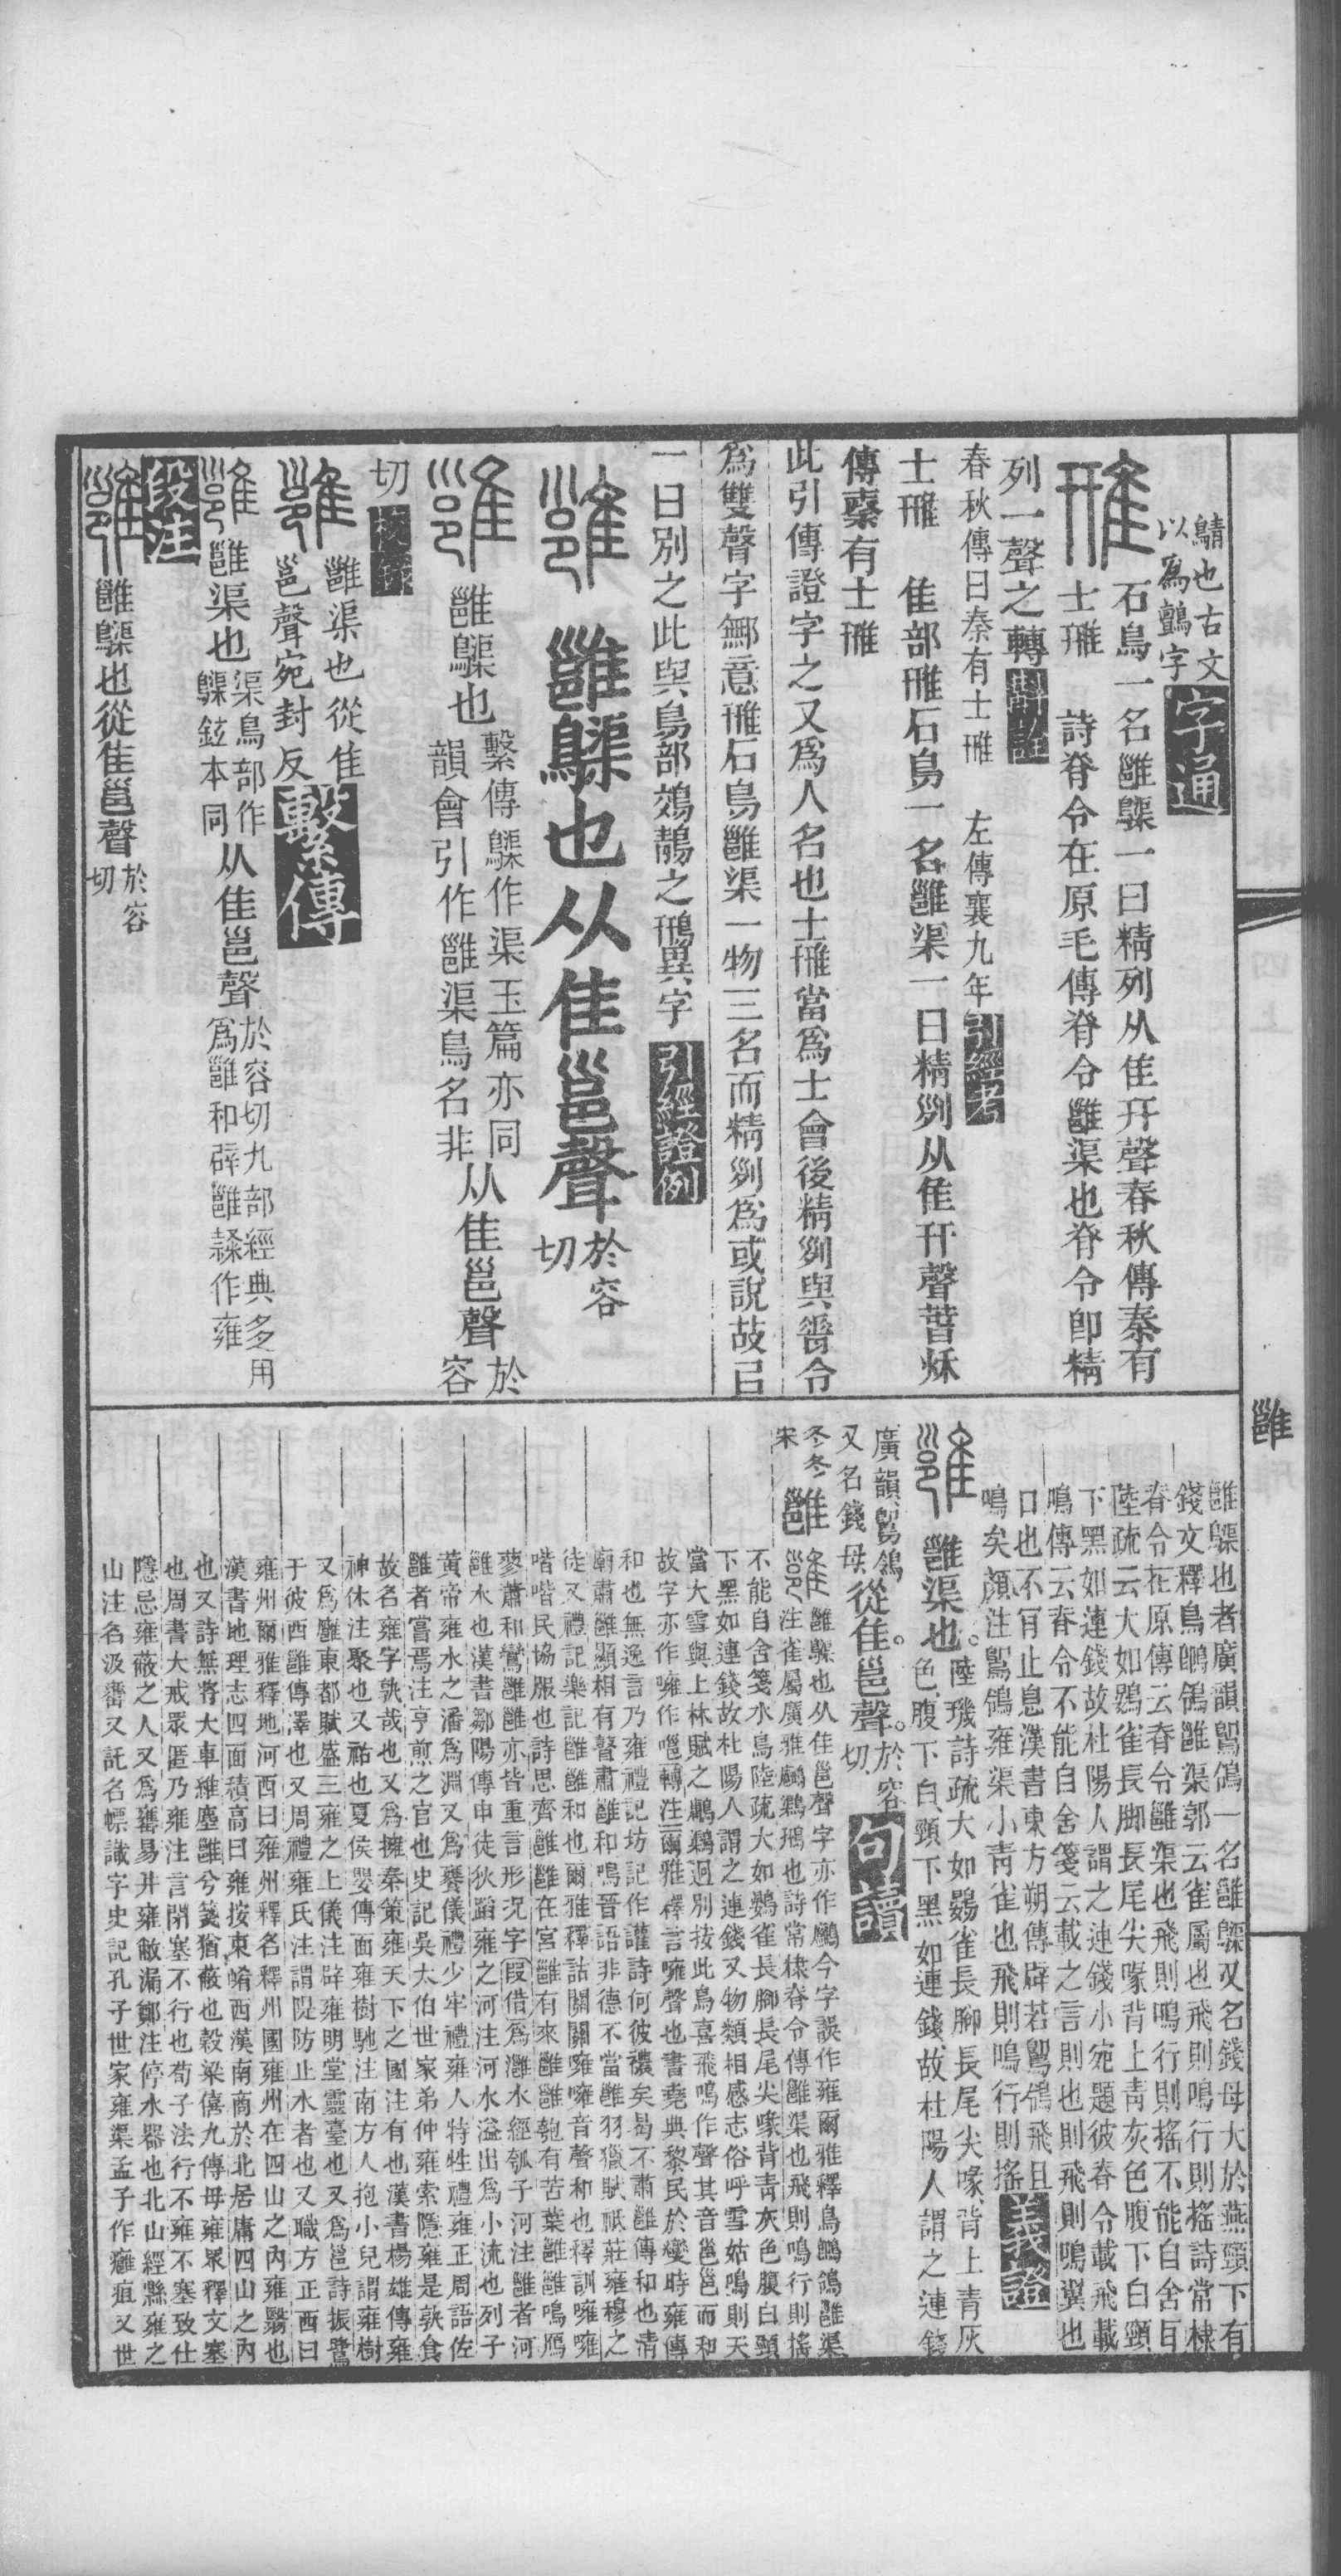 鶄也古文
以爲鸇字
字通
雃 石鳥一名雝䳰一曰精列从隹幵聲春秋傳秦有
士雃 詩脊令在原毛傳脊令雝渠也脊令即精
列一聲之轉
斠詮
春秋傳曰秦有士雃 左傳襄九年
引經考
士雃 隹部雃石鳥一名雝渠一曰精列从隹幵聲萅秌
傳秦有士雃
此引傳證字之又爲人名也士雃當爲士會後精列與脊令
爲雙聲字無意雃石鳥雝渠一物三名而精列爲或說故已
一曰別之此與鳥部鵁鶄之鳽異字
引經證例
雝 雝䳰也从隹邕聲
於容
切
雝 雝䳰也
繫傳䳰作渠玉篇亦同
韻會引作雝渠鳥名非
从隹邕聲
於
容
切
校錄
雝 雝渠也從隹
邕聲宛封反
繫傳
雝 雝渠也
渠鳥部作
䳰鉉本同
从隹邕聲
於容切九部經典多用
爲雝和辟雝隸作雍
段注
雝 雝䳰也從隹邕聲
於容
切
雝
雝䳰也者廣韻鴖鴒一名雝䳰又名錢母大於燕頸下有
錢文釋鳥鶺鴒雝渠郭云雀屬也飛則鳴行則搖詩常棣
脊令在原傳云脊令雝渠也飛則鳴行則搖不能自舍耳
陸疏云大如鷃雀長脚長尾尖喙背上靑灰色腹下白頸
下黑如連錢故杜陽人謂之連錢小宛題彼脊令載飛載
鳴傳云脊令不能自舍箋云載之言則也則飛則鳴翼也
口也不肯止息漢書東方朔傳辟若鶺鴒飛且
鳴矣顏注鶺鴒雍渠小靑雀也飛則鳴行則搖
義證
雝 雝渠也。
陸璣詩疏大如鷃雀長腳長尾尖喙、背上青灰
色腹下白、頸下黑、如連錢、故杜陽人謂之連錢
廣韻、鶺鴒
又名錢母、
從隹。邕聲。
於容
切、
句讀
雝
雝䳰也从隹邕聲字亦作鷛今字誤作雍爾雅釋鳥鶺鴒雝渠
注雀屬廣雅鷛鸈鳽也詩常棣脊令傳雝渠也飛則鳴行則搖
不能自舍箋水鳥陸疏大如鷃雀長腳長尾尖喙背青灰色腹白頸
下黑如連錢故杜陽人謂之連錢又物類相感志俗呼雪姑鳴則天
當大雪與上林賦之鷛鸈迥別按此鳥喜飛鳴作聲其音邕邕而和
故字亦作噰作嗈轉注爾雅釋言噰聲也書堯典黎民於變時雍傳
和也無逸言乃雍禮記坊記作讙詩何彼襛矣曷不肅雝傳和也清
廟肅雝顯相有瞽肅雝和鳴晉語非德不當雝羽獵賦祗莊雍穆之
徒又禮記樂記雝雝和也爾雅釋詁關關噰噰音聲和也釋訓噰噰
喈喈民協服也詩思齊雝雝在宮雝有來雝雝匏有苦葉雝雝鳴鴈
蓼蕭和鸞雝雝亦皆重言形況字叚借爲灉水經瓠子河注雝者河
雝水也漢書鄒陽傳申徒狄蹈雍之河注河水溢出爲小流也列子
黃帝雍水之潘爲淵又爲饔儀禮少牢禮雍人特牲禮雍正周語佐
雝者嘗焉注亨煎之官也史記吳太伯世家弟仲雍索隱雍是孰食
故名雍字孰哉也又爲擁秦策雍天下之國注有也漢書楊雄傳雍
神休注聚也又祐也夏侯嬰傳面雍樹馳注南方人抱小兒謂雍樹
又爲廱東都賦盛三雍之上儀注辟雍明堂靈臺也又爲邕詩振鷺
于彼西雝傳澤也又周禮雍氏注謂隄防止水者也又職方正西曰
雍州爾雅釋地河西曰雍州釋名釋州國雍州在四山之內雍翳也
漢書地理志四面積高曰雍按東崤西漢南商於北居庸四山之內
也又詩無將大車維塵雝兮箋猶蔽也穀梁僖九傳毋雍泉釋文塞
也周書大戒眾匿乃雍注言閉塞不行也荀子法行不雍不塞致仕
隱忌雍蔽之人又爲罋易井雍敝漏鄭注停水器也北山經縣雍之
山注名汲罋又託名幖識字史記孔子世家雍渠孟子作癰疽又世